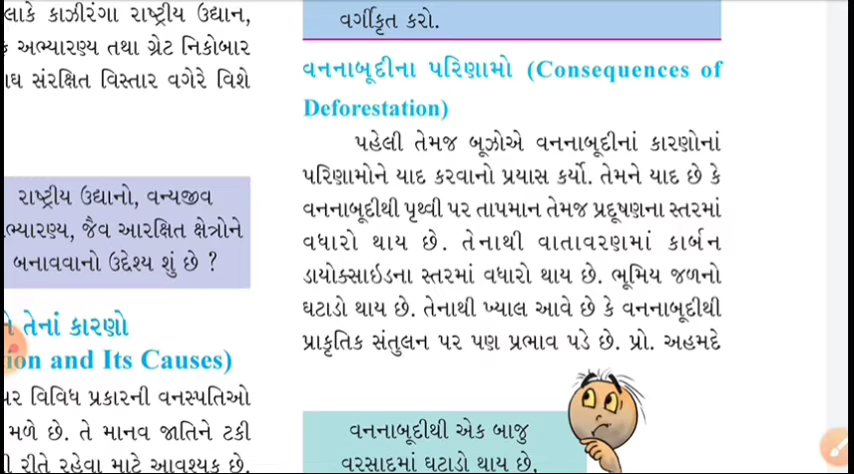 લાકે કાઝીરંગા રાષ્ટ્રીય ઉદ્યાન,
અભ્યારણ્ય તથા ગ્રેટ નિકોબાર
સંરક્ષિત વિસ્તાર વગેરે વિશે
રાષ્ટ્રીય ઉદ્યાનો, વન્યજીવ
ભ્યારણ્ય, જૈવ આરક્ષિત ક્ષેત્રોને
બનાવવાનો ઉદ્દેશ્ય શું છે ?
તેનાં કારણો
ion and Its Causes)
પર વિવિધ પ્રકારની વનસ્પતિઓ
મળે છે. તે માનવ જાતિને ટકી
રીતે રહેવા માટે આવશ્યક છે.
વર્ગીકૃત કરો.
વનનાબૂદીના પરિણામો (Consequences of
Deforestation)
પહેલી તેમજ બૂઝોએ વનનાબૂદીનાં કારણોનાં
પરિણામોને યાદ કરવાનો પ્રયાસ કર્યો. તેમને યાદ છે કે
વનનાબૂદીથી પૃથ્વી પર તાપમાન તેમજ પ્રદૂષણના સ્તરમાં
વધારો થાય છે. તેનાથી વાતાવરણમાં કાર્બન
ડાયોક્સાઇડના સ્તરમાં વધારો થાય છે. ભૂમિય જળનો
ઘટાડો થાય છે. તેનાથી ખ્યાલ આવે છે કે વનનાબૂદીથી
પ્રાકૃતિક સંતુલન પર પણ પ્રભાવ પડે છે. પ્રો. અહમદે
વનનાબૂદીથી એક બાજુ
વરસાદમાં ઘટાડો થાય છે,